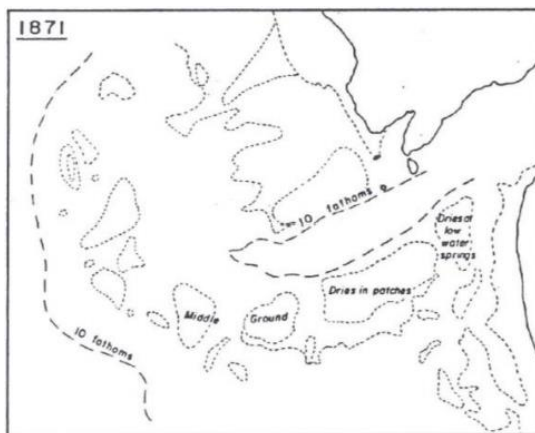 1871
10 fathoms
Dries at
low
water
springs
Dries in patches
Middle
Ground
10 fathoms